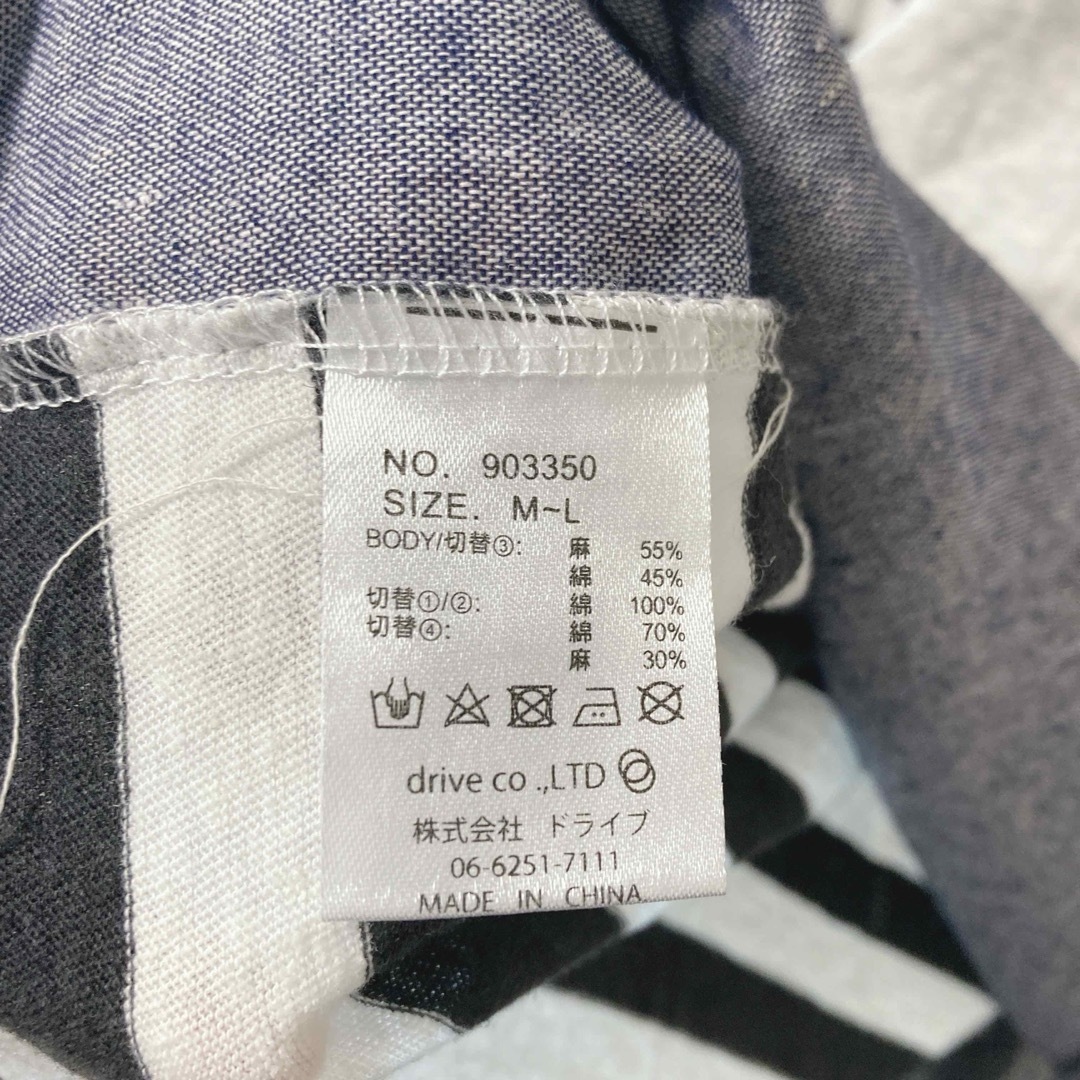 NO. 903350
SIZE. M~L
BODY/切替③: 麻 55%
綿 45%
切替①/②: 綿 100%
切替④: 綿 70%
麻 30%
drive co .,LTD
株式会社 ドライブ
06-6251-7111
MADE IN CHINA